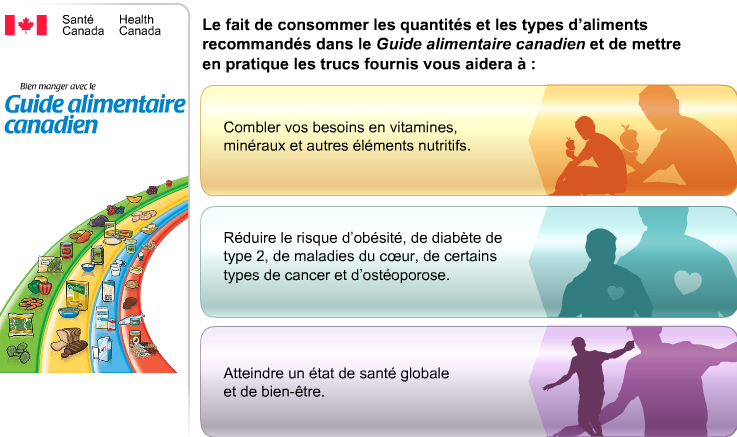 Santé
Canada
Health
Canada
Bien manger avec le
Guide alimentaire
canadien
Le fait de consommer les quantités et les types d'aliments
recommandés dans le Guide alimentaire canadien et de mettre
en pratique les trucs fournis vous aidera à :
Combler vos besoins en vitamines,
minéraux et autres éléments nutritifs.
Réduire le risque d'obésité, de diabète de
type 2, de maladies du cœur, de certains
types de cancer et d'ostéoporose.
Atteindre un état de santé globale
et de bien-être.